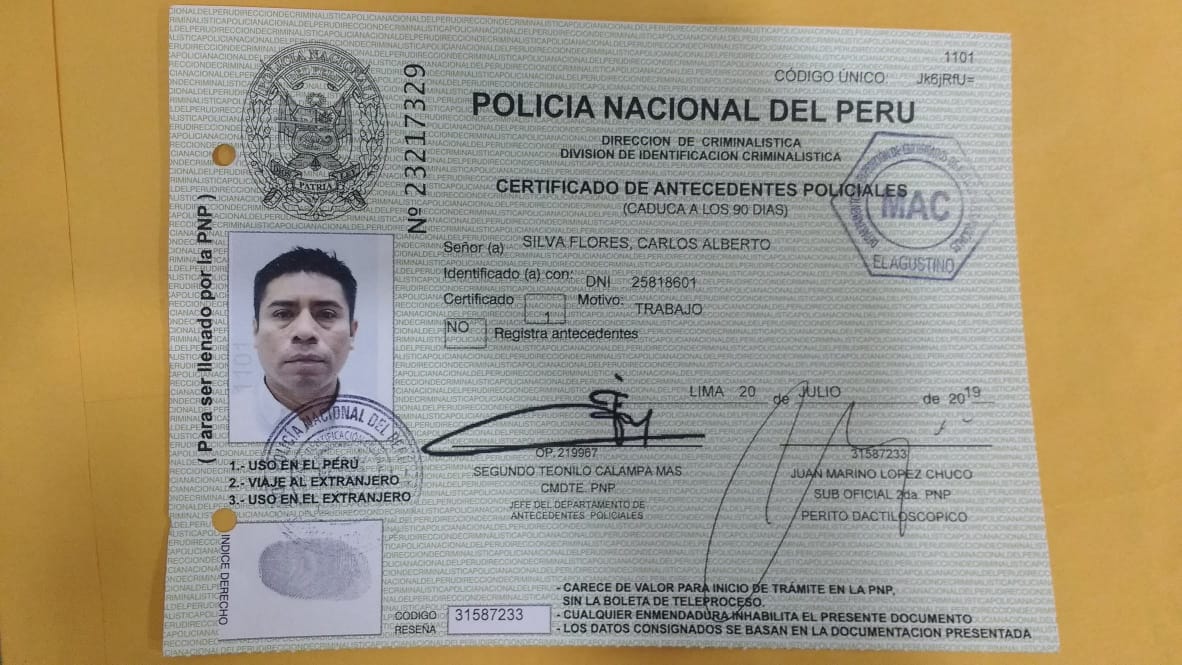 1101
CÓDIGO ÚNICO: Jk6jRfU=
POLICIA NACIONAL DEL PERU
DIRECCION DE CRIMINALISTICA
DIVISION DE IDENTIFICACION CRIMINALISTICA
CERTIFICADO DE ANTECEDENTES POLICIALES
(CADUCA A LOS 90 DIAS)
Nº 23217329
MAC
EL AGUSTINO
( Para ser llenado por la PNP )
Señor (a) SILVA FLORES, CARLOS ALBERTO
Identificado (a) con: DNI 25818601
Certificado 1 Motivo: TRABAJO
NO Registra antecedentes
LIMA 20 de JULIO de 2019
1101
NACIONAL DEL
1.- USO EN EL PERÚ
2.- VIAJE AL EXTRANJERO
3.- USO EN EL EXTRANJERO
OP. 219967
SEGUNDO TEONILO CALAMPA MAS
CMDTE. PNP
JEFE DEL DEPARTAMENTO DE
ANTECEDENTES POLICIALES
31587233
JUAN MARINO LOPEZ CHUCO
SUB OFICIAL 2da. PNP
PERITO DACTILOSCOPICO
INDICE DERECHO
CÓDIGO
RESEÑA
31587233
- CARECE DE VALOR PARA INICIO DE TRÁMITE EN LA PNP,
SIN LA BOLETA DE TELEPROCESO.
- CUALQUIER ENMENDADURA INHABILITA EL PRESENTE DOCUMENTO
- LOS DATOS CONSIGNADOS SE BASAN EN LA DOCUMENTACION PRESENTADA